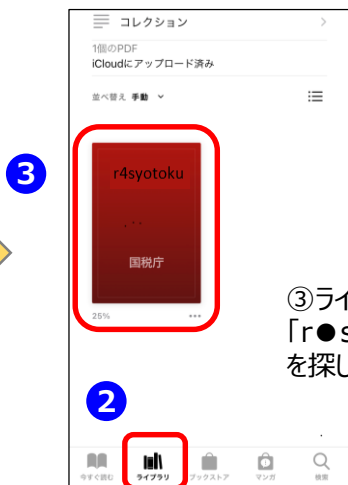 コレクション
1個のPDF
iCloudにアップロード済み
並べ替え 手動
3
r4syotoku
国税庁
25%
③ライ
「r●s
を探し
2
今すぐ読む ライブラリ ブックストア マンガ 検索